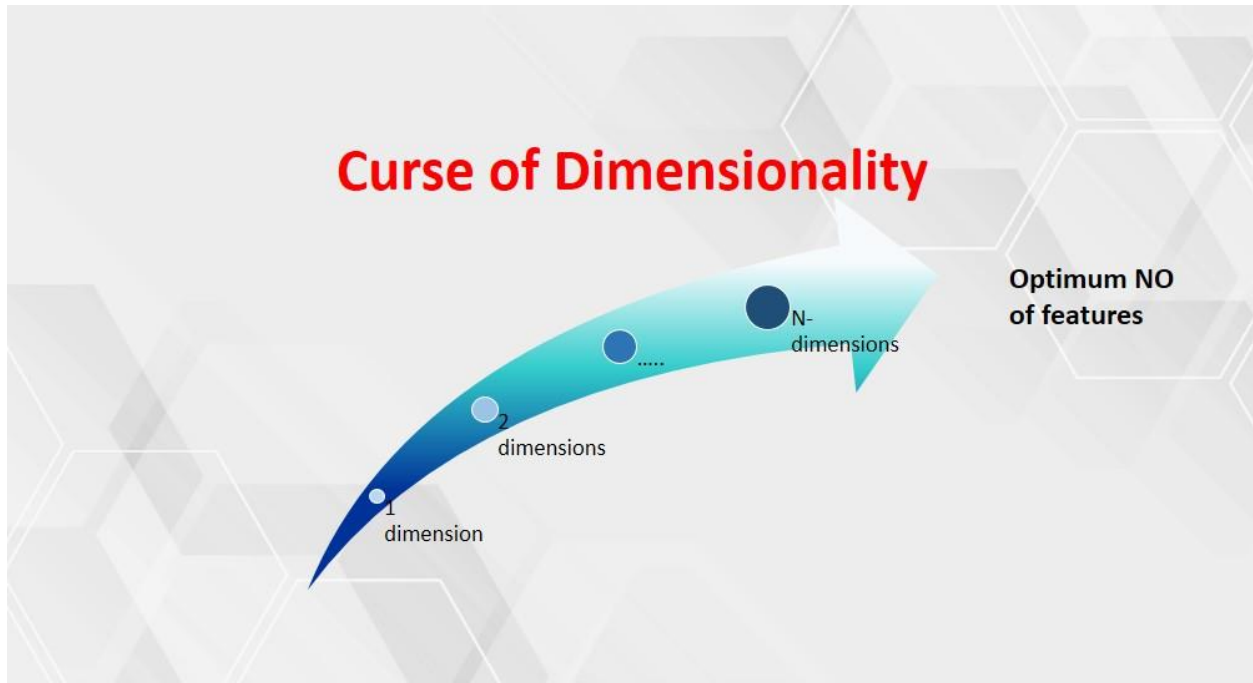 Curse of Dimensionality
Optimum NO
of features
N-
dimensions
.....
2
dimensions
1
dimension